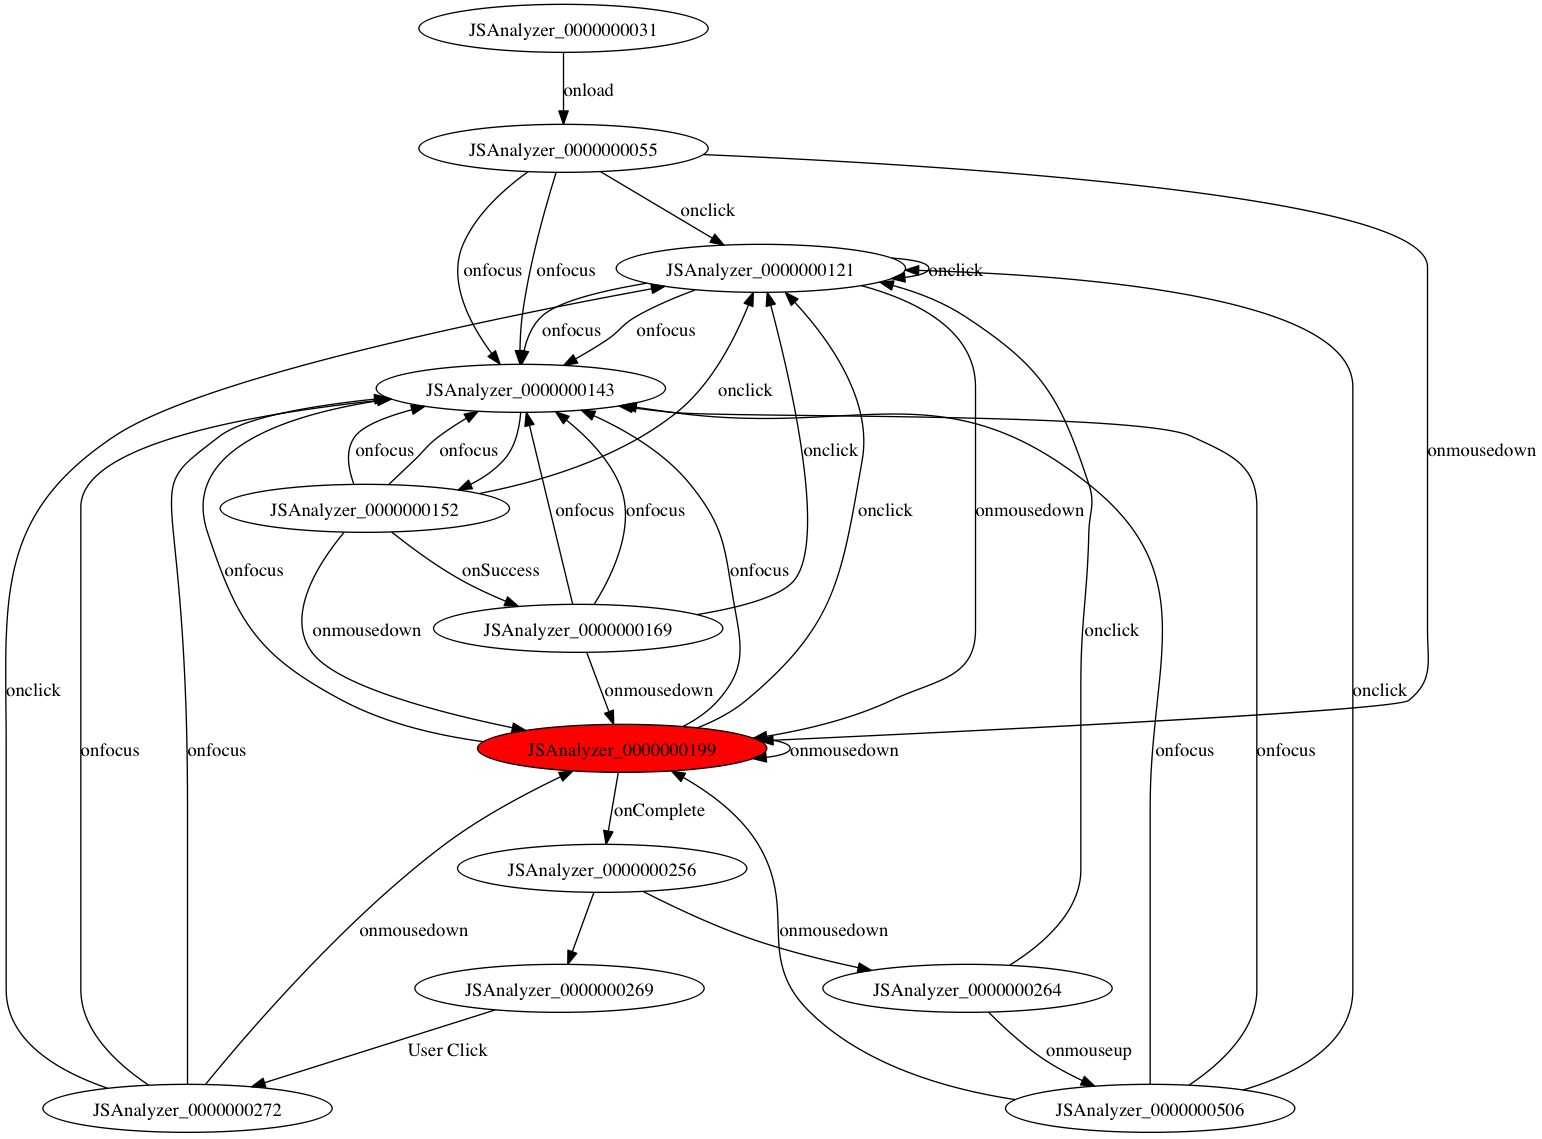 JSAnalyzer_0000000031
onload
JSAnalyzer_0000000055
onclick
onfocus
onfocus
JSAnalyzer_0000000121
onclick
onfocus
onfocus
JSAnalyzer_0000000143
onclick
onfocus
onfocus
onclick
onmousedown
JSAnalyzer_0000000152
onfocus
onfocus
onclick
onmousedown
onfocus
onSuccess
onfocus
onmousedown
JSAnalyzer_0000000169
onclick
onclick
onmousedown
onclick
JSAnalyzer_0000000199
onmousedown
onfocus
onfocus
onfocus
onfocus
onComplete
JSAnalyzer_0000000256
onmousedown
onmousedown
JSAnalyzer_0000000269
JSAnalyzer_0000000264
User Click
onmouseup
JSAnalyzer_0000000272
JSAnalyzer_0000000506